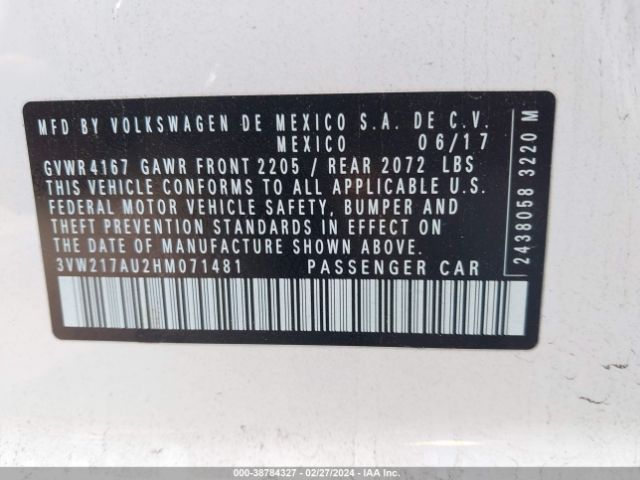 MFD BY VOLKSWAGEN DE MEXICO S.A. DE C.V.
MEXICO 06/17
GVWR 4167 GAWR FRONT 2205 / REAR 2072 LBS
THIS VEHICLE CONFORMS TO ALL APPLICABLE U.S.
FEDERAL MOTOR VEHICLE SAFETY, BUMPER AND
THEFT PREVENTION STANDARDS IN EFFECT ON
THE DATE OF MANUFACTURE SHOWN ABOVE.
3VW217AU2HM071481 PASSENGER CAR
2438058 3220 M
000-38784327 / 02/27/2024 — IAA Inc.